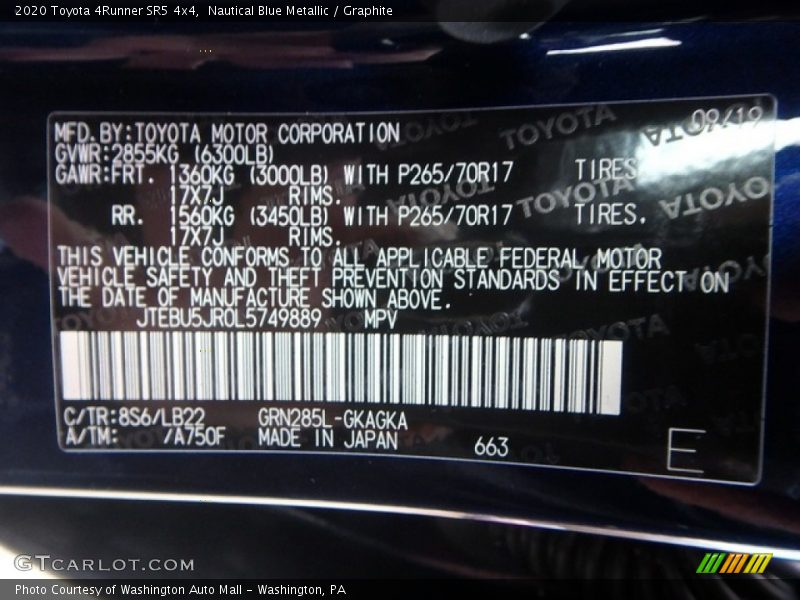 2020 Toyota 4Runner SR5 4x4, Nautical Blue Metallic / Graphite
09/19
MFD.BY:TOYOTA MOTOR CORPORATION
GVWR:2855KG (6300LB)
GAWR:FRT. 1360KG (3000LB) WITH P265/70R17 TIRES
17X7J RIMS.
RR. 1560KG (3450LB) WITH P265/70R17 TIRES.
17X7J RIMS.
THIS VEHICLE CONFORMS TO ALL APPLICABLE FEDERAL MOTOR
VEHICLE SAFETY AND THEFT PREVENTION STANDARDS IN EFFECT ON
THE DATE OF MANUFACTURE SHOWN ABOVE.
JTEBU5JR0L5749889 MPV
C/TR:8S6/LB22 GRN285L-GKAGKA
A/TM: /A750F MADE IN JAPAN 663
E
GTCARLOT.COM
Photo Courtesy of Washington Auto Mall - Washington, PA